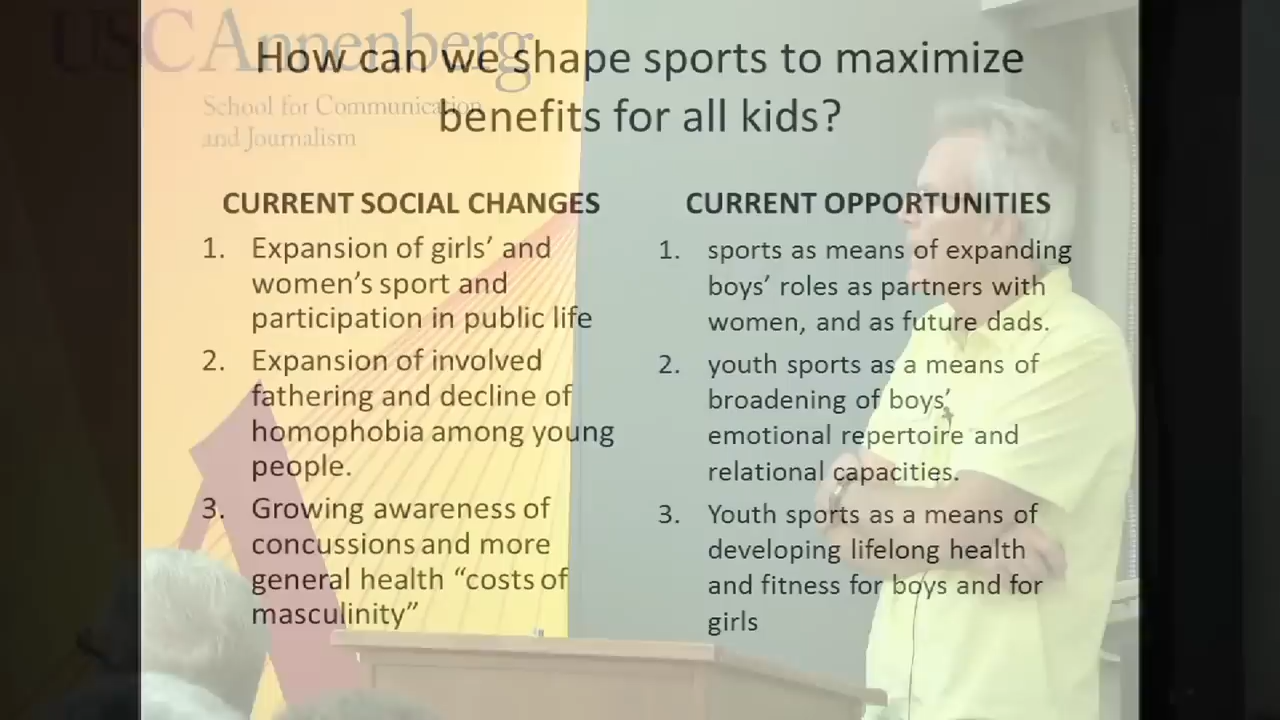 USC Annenberg
School for Communication
and Journalism
How can we shape sports to maximize
benefits for all kids?
CURRENT SOCIAL CHANGES
1. Expansion of girls’ and
women’s sport and
participation in public life
2. Expansion of involved
fathering and decline of
homophobia among young
people.
3. Growing awareness of
concussions and more
general health “costs of
masculinity”
CURRENT OPPORTUNITIES
1. sports as means of expanding
boys’ roles as partners with
women, and as future dads.
2. youth sports as a means of
broadening of boys’
emotional repertoire and
relational capacities.
3. Youth sports as a means of
developing lifelong health
and fitness for boys and for
girls